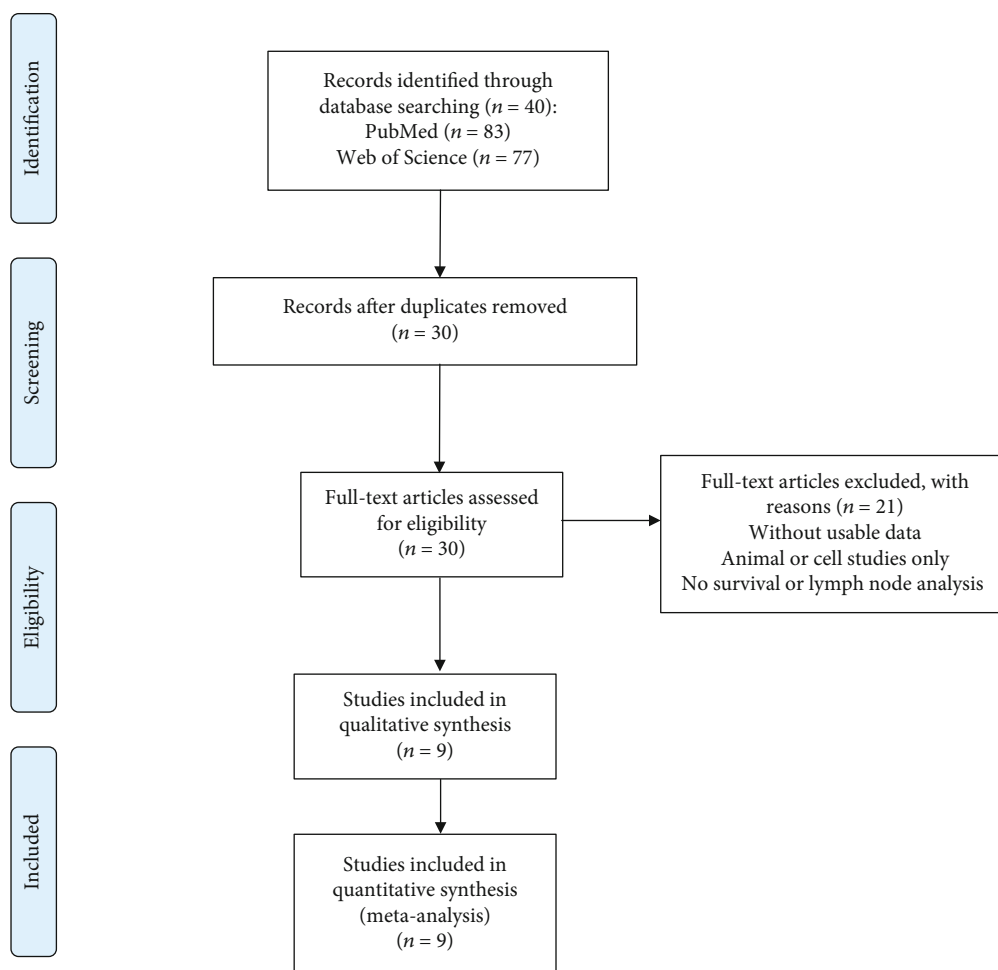 Identification
Records identified through
database searching (n = 40):
PubMed (n = 83)
Web of Science (n = 77)
Screening
Records after duplicates removed
(n = 30)
Eligibility
Full-text articles assessed
for eligibility
(n = 30)
Full-text articles excluded, with
reasons (n = 21)
Without usable data
Animal or cell studies only
No survival or lymph node analysis
Studies included in
qualitative synthesis
(n = 9)
Included
Studies included in
quantitative synthesis
(meta-analysis)
(n = 9)